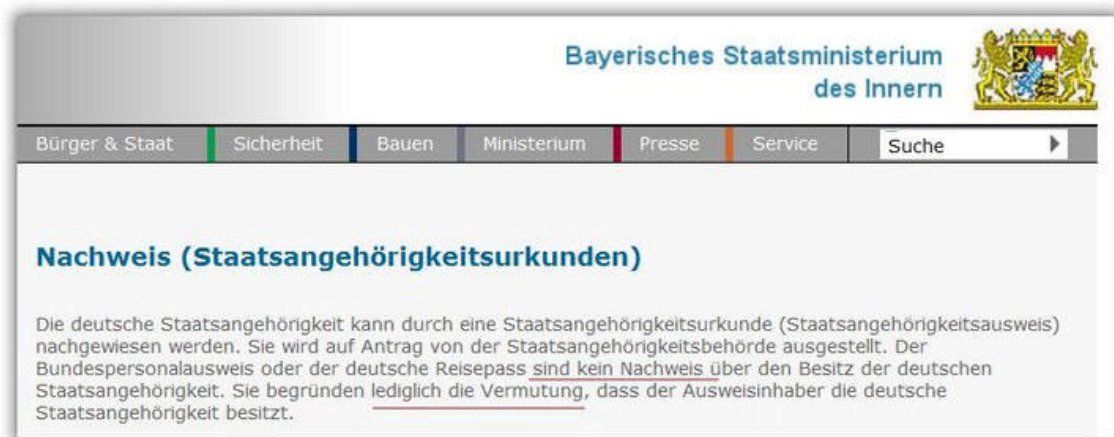 Bayerisches Staatsministerium
des Innern
Bürger & Staat Sicherheit Bauen Ministerium Presse Service Suche
Nachweis (Staatsangehörigkeitsurkunden)
Die deutsche Staatsangehörigkeit kann durch eine Staatsangehörigkeitsurkunde (Staatsangehörigkeitsausweis)
nachgewiesen werden. Sie wird auf Antrag von der Staatsangehörigkeitsbehörde ausgestellt. Der
Bundespersonalausweis oder der deutsche Reisepass sind kein Nachweis über den Besitz der deutschen
Staatsangehörigkeit. Sie begründen lediglich die Vermutung, dass der Ausweisinhaber die deutsche
Staatsangehörigkeit besitzt.